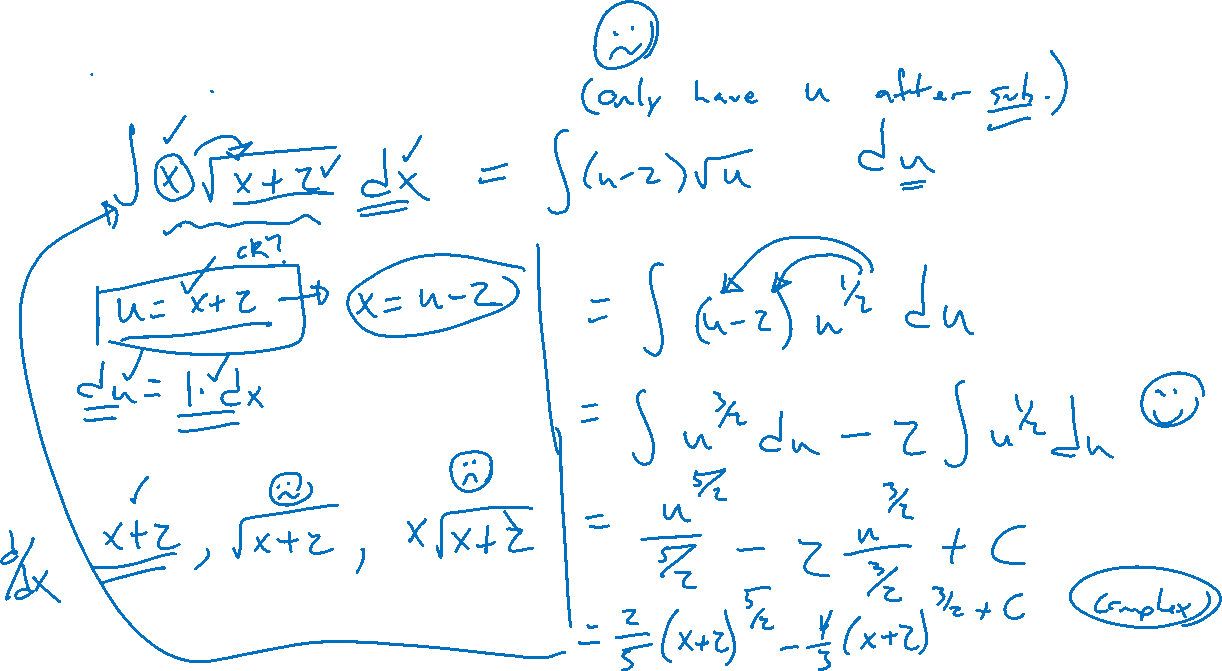 (only have u after sub.)
∫ x √(x+2) dx = ∫ (u-2) √u du
ck?
u = x+2 → x = u-2
du = 1·dx
= ∫ (u-2) u^{1/2} du
= ∫ u^{3/2} du - 2 ∫ u^{1/2} du
d/dx x+2, √(x+2), x√(x+2)
= u^{5/2}/(5/2) - 2 u^{3/2}/(3/2) + C
= 2/5 (x+2)^{5/2} - 4/3 (x+2)^{3/2} + C
(complex)